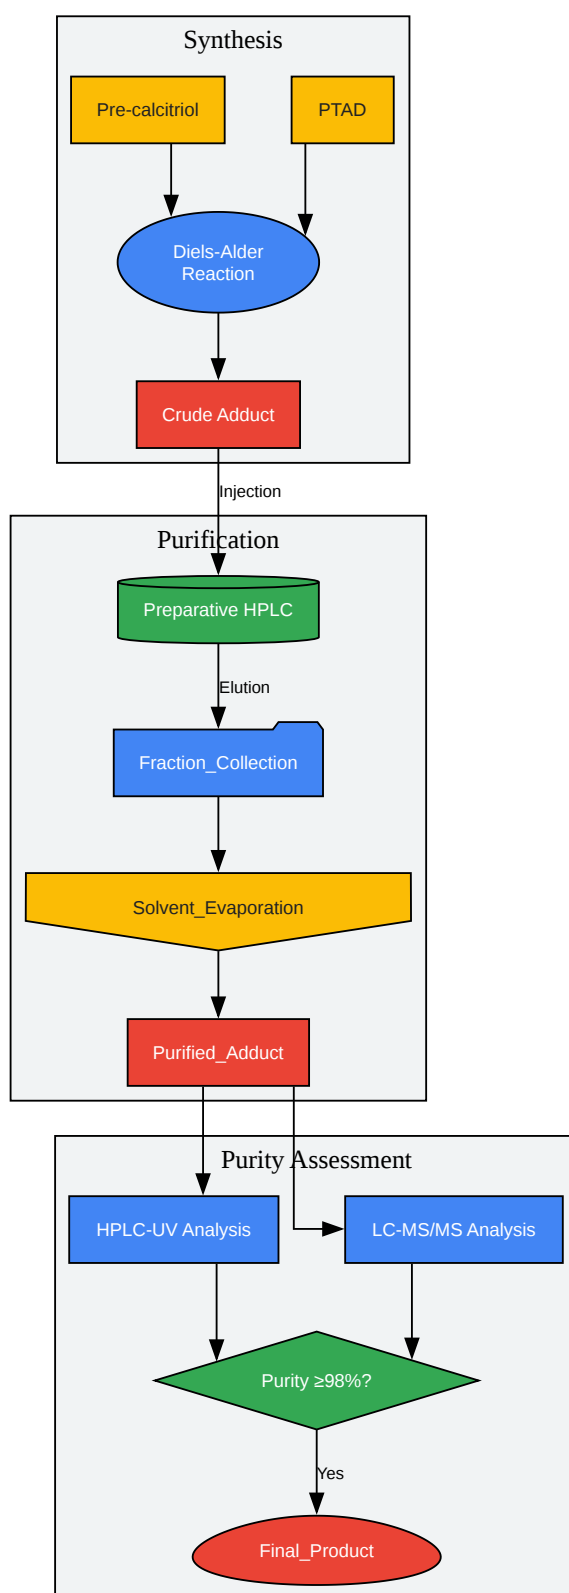 Synthesis
Pre-calcitriol
PTAD
Diels-Alder
Reaction
Crude Adduct
Injection
Purification
Preparative HPLC
Elution
Fraction_Collection
Solvent_Evaporation
Purified_Adduct
Purity Assessment
HPLC-UV Analysis
LC-MS/MS Analysis
Purity ≥98%?
Yes
Final_Product